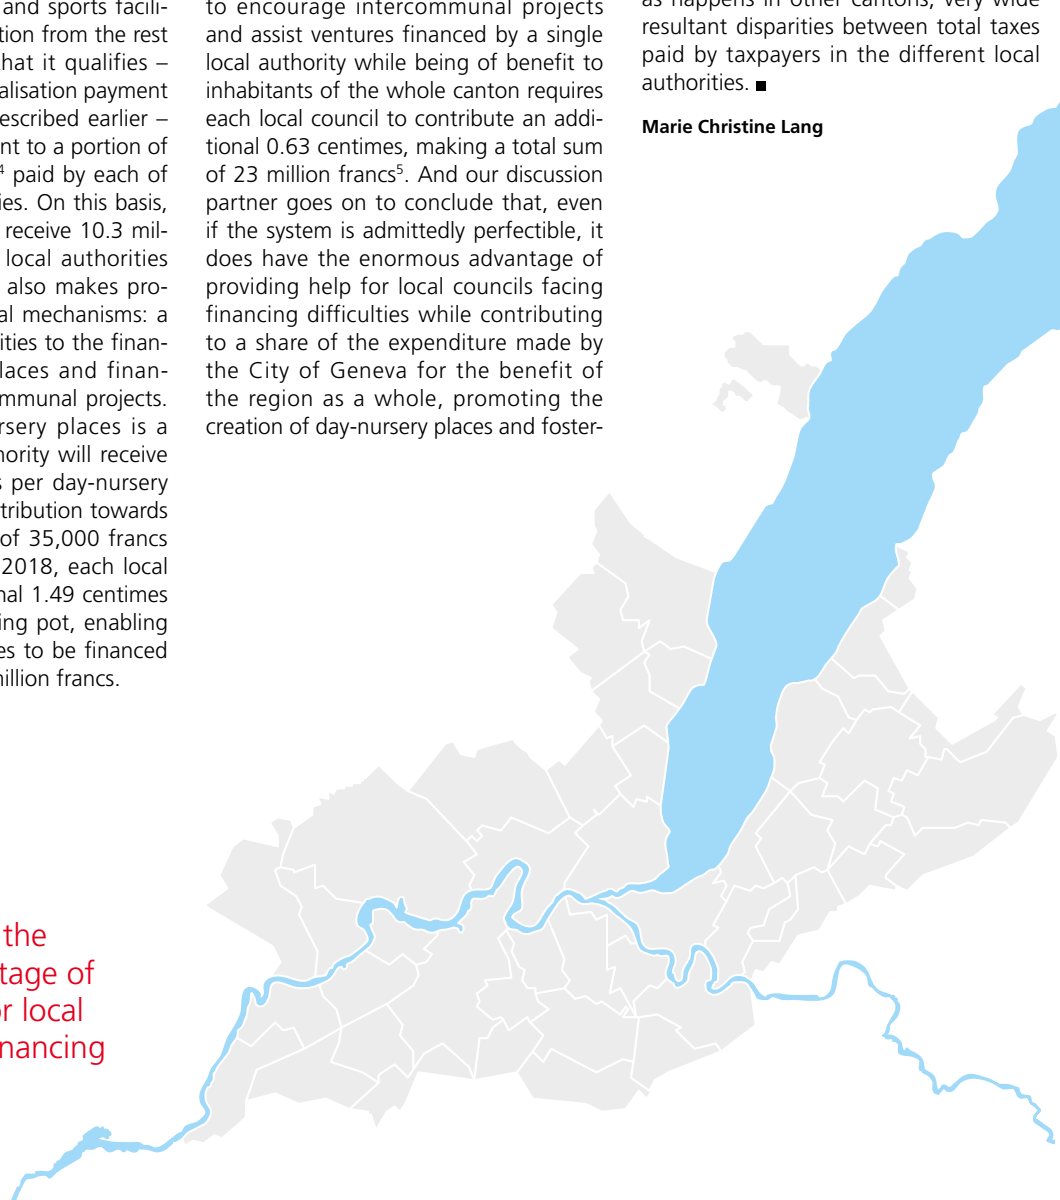 and sports facili-
tion from the rest
hat it qualifies –
alisation payment
escribed earlier –
nt to a portion of
4 paid by each of
ies. On this basis,
receive 10.3 mil-
local authorities
also makes pro-
al mechanisms: a
ities to the finan-
laces and finan-
mmunal projects.
rsery places is a
hority will receive
s per day-nursery
tribution towards
of 35,000 francs
2018, each local
nal 1.49 centimes
ing pot, enabling
es to be financed
million francs.
the
tage of
r local
nancing
to encourage intercommunal projects
and assist ventures financed by a single
local authority while being of benefit to
inhabitants of the whole canton requires
each local council to contribute an addi-
tional 0.63 centimes, making a total sum
of 23 million francs5. And our discussion
partner goes on to conclude that, even
if the system is admittedly perfectible, it
does have the enormous advantage of
providing help for local councils facing
financing difficulties while contributing
to a share of the expenditure made by
the City of Geneva for the benefit of
the region as a whole, promoting the
creation of day-nursery places and foster-
as happens in other cantons, very wide
resultant disparities between total taxes
paid by taxpayers in the different local
authorities. ■
Marie Christine Lang